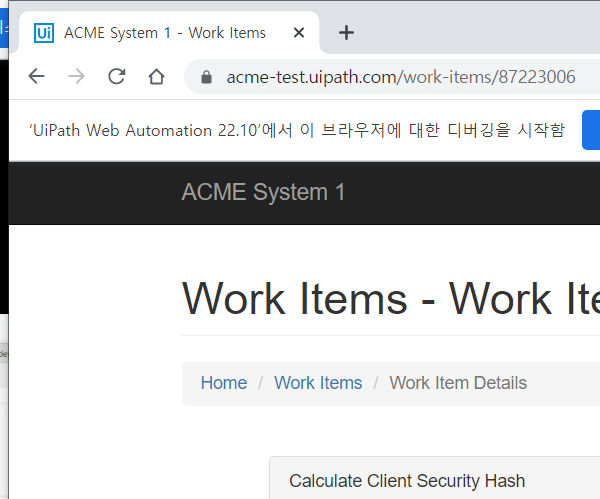 Ui ACME System 1 - Work Items
acme-test.uipath.com/work-items/87223006
'UiPath Web Automation 22.10'에서 이 브라우저에 대한 디버깅을 시작함
ACME System 1
Work Items - Work Ite
Home / Work Items / Work Item Details
Calculate Client Security Hash